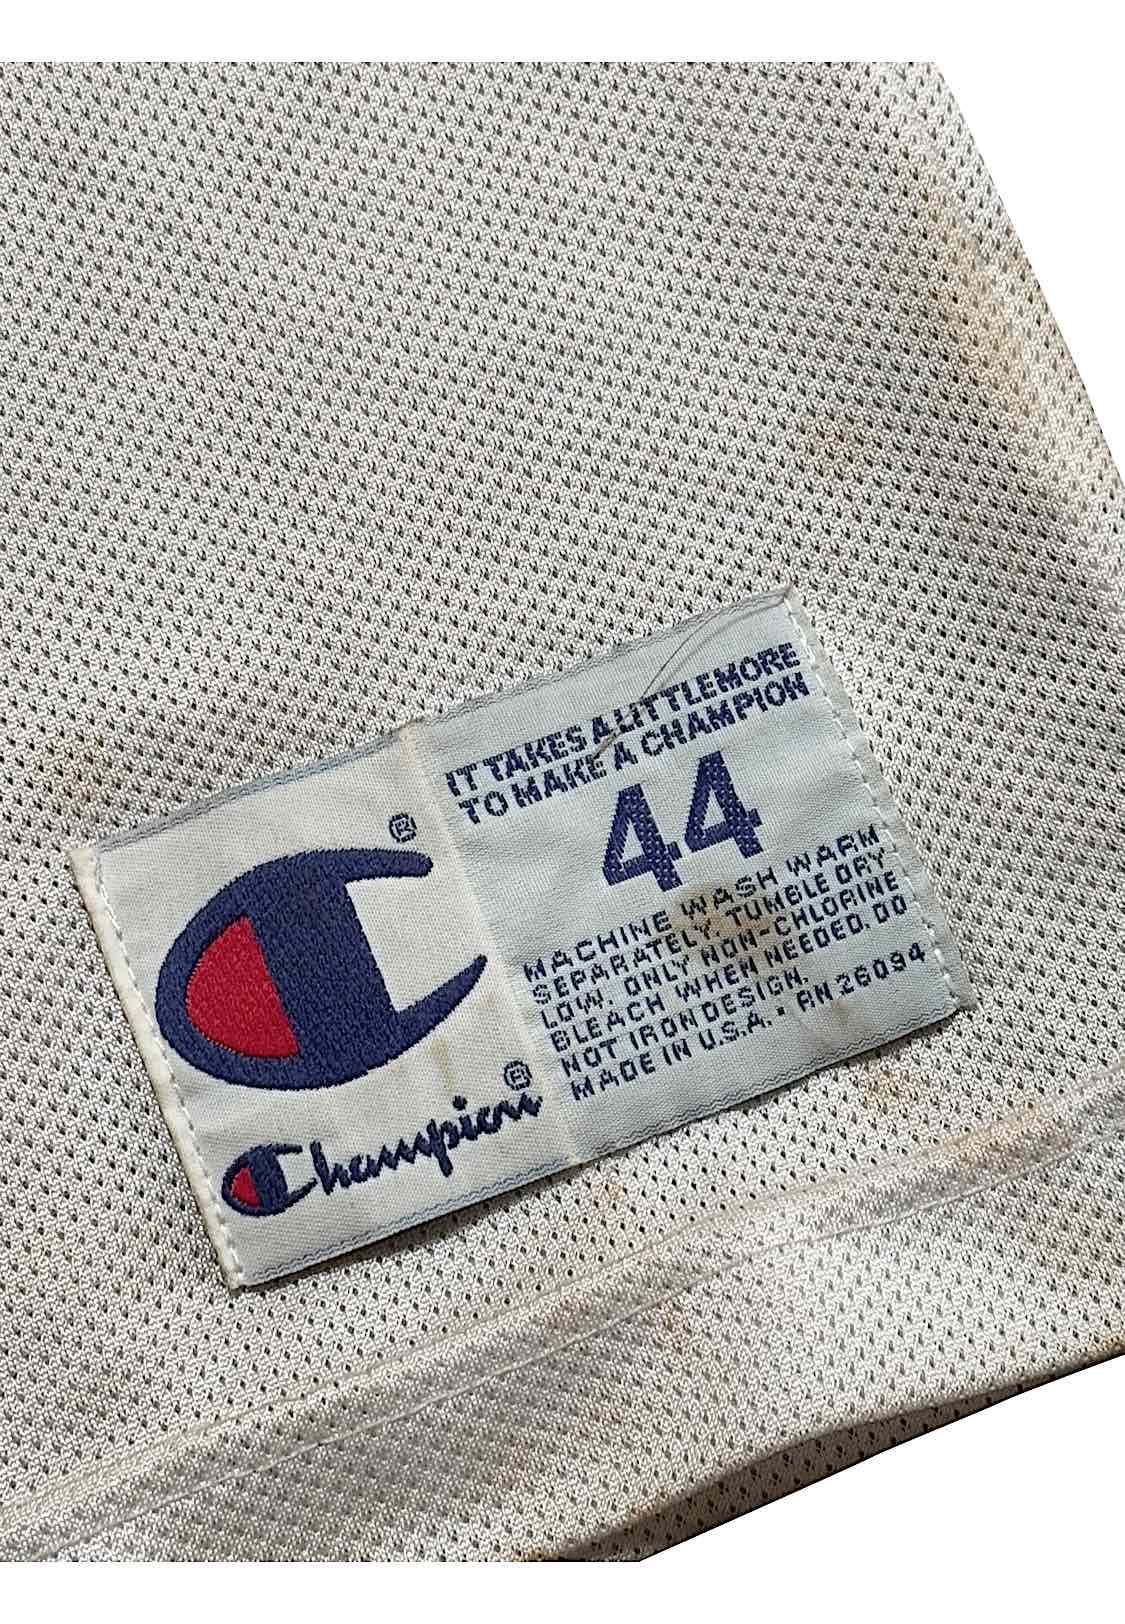 ®
Champion®
IT TAKES A LITTLE MORE
TO MAKE A CHAMPION
44
MACHINE WASH WARM
SEPARATELY. TUMBLE DRY
LOW. ONLY NON-CHLORINE
BLEACH WHEN NEEDED. DO
NOT IRON DESIGN.
MADE IN U.S.A. • RN 26094